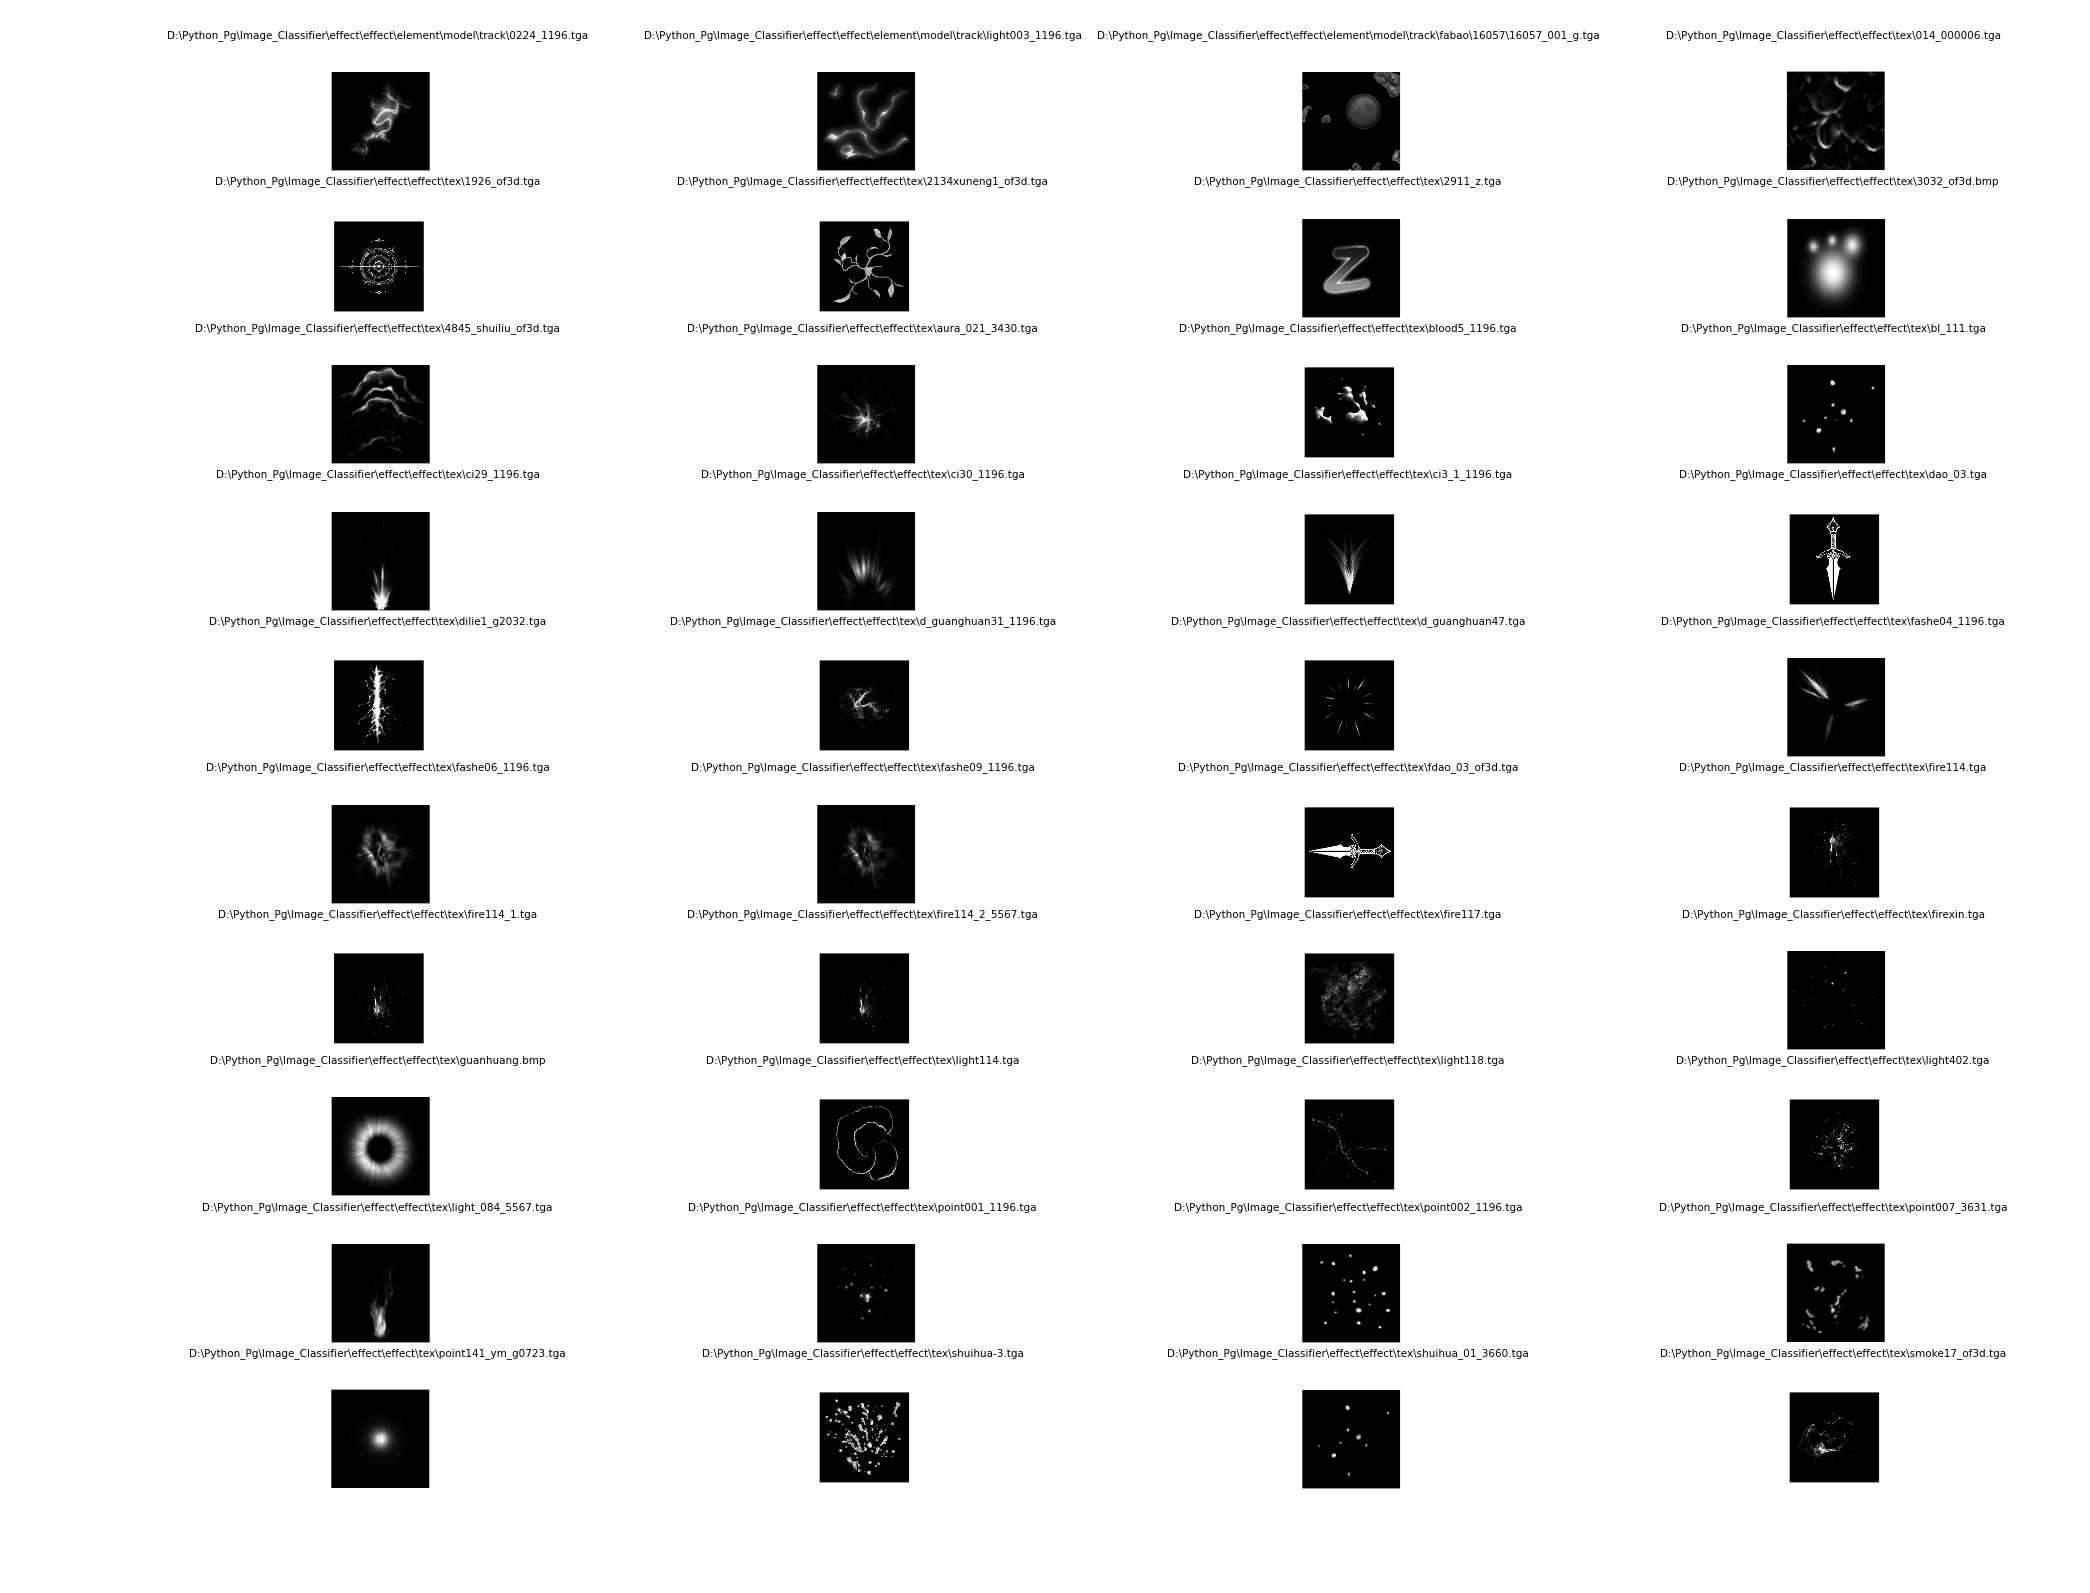 D:\Python_Pg\Image_Classifier\effect\effect\element\model\track\0224_1196.tga
D:\Python_Pg\Image_Classifier\effect\effect\element\model\track\light003_1196.tga
D:\Python_Pg\Image_Classifier\effect\effect\element\model\track\fabao\16057\16057_001_g.tga
D:\Python_Pg\Image_Classifier\effect\effect\tex\014_000006.tga
D:\Python_Pg\Image_Classifier\effect\effect\tex\1926_of3d.tga
D:\Python_Pg\Image_Classifier\effect\effect\tex\2134xuneng1_of3d.tga
D:\Python_Pg\Image_Classifier\effect\effect\tex\2911_z.tga
D:\Python_Pg\Image_Classifier\effect\effect\tex\3032_of3d.bmp
Z
D:\Python_Pg\Image_Classifier\effect\effect\tex\4845_shuiliu_of3d.tga
D:\Python_Pg\Image_Classifier\effect\effect\tex\aura_021_3430.tga
D:\Python_Pg\Image_Classifier\effect\effect\tex\blood5_1196.tga
D:\Python_Pg\Image_Classifier\effect\effect\tex\bl_111.tga
D:\Python_Pg\Image_Classifier\effect\effect\tex\ci29_1196.tga
D:\Python_Pg\Image_Classifier\effect\effect\tex\ci30_1196.tga
D:\Python_Pg\Image_Classifier\effect\effect\tex\ci3_1_1196.tga
D:\Python_Pg\Image_Classifier\effect\effect\tex\dao_03.tga
D:\Python_Pg\Image_Classifier\effect\effect\tex\dilie1_g2032.tga
D:\Python_Pg\Image_Classifier\effect\effect\tex\d_guanghuan31_1196.tga
D:\Python_Pg\Image_Classifier\effect\effect\tex\d_guanghuan47.tga
D:\Python_Pg\Image_Classifier\effect\effect\tex\fashe04_1196.tga
D:\Python_Pg\Image_Classifier\effect\effect\tex\fashe06_1196.tga
D:\Python_Pg\Image_Classifier\effect\effect\tex\fashe09_1196.tga
D:\Python_Pg\Image_Classifier\effect\effect\tex\fdao_03_of3d.tga
D:\Python_Pg\Image_Classifier\effect\effect\tex\fire114.tga
D:\Python_Pg\Image_Classifier\effect\effect\tex\fire114_1.tga
D:\Python_Pg\Image_Classifier\effect\effect\tex\fire114_2_5567.tga
D:\Python_Pg\Image_Classifier\effect\effect\tex\fire117.tga
D:\Python_Pg\Image_Classifier\effect\effect\tex\firexin.tga
D:\Python_Pg\Image_Classifier\effect\effect\tex\guanhuang.bmp
D:\Python_Pg\Image_Classifier\effect\effect\tex\light114.tga
D:\Python_Pg\Image_Classifier\effect\effect\tex\light118.tga
D:\Python_Pg\Image_Classifier\effect\effect\tex\light402.tga
D:\Python_Pg\Image_Classifier\effect\effect\tex\light_084_5567.tga
D:\Python_Pg\Image_Classifier\effect\effect\tex\point001_1196.tga
D:\Python_Pg\Image_Classifier\effect\effect\tex\point002_1196.tga
D:\Python_Pg\Image_Classifier\effect\effect\tex\point007_3631.tga
D:\Python_Pg\Image_Classifier\effect\effect\tex\point141_ym_g0723.tga
D:\Python_Pg\Image_Classifier\effect\effect\tex\shuihua-3.tga
D:\Python_Pg\Image_Classifier\effect\effect\tex\shuihua_01_3660.tga
D:\Python_Pg\Image_Classifier\effect\effect\tex\smoke17_of3d.tga